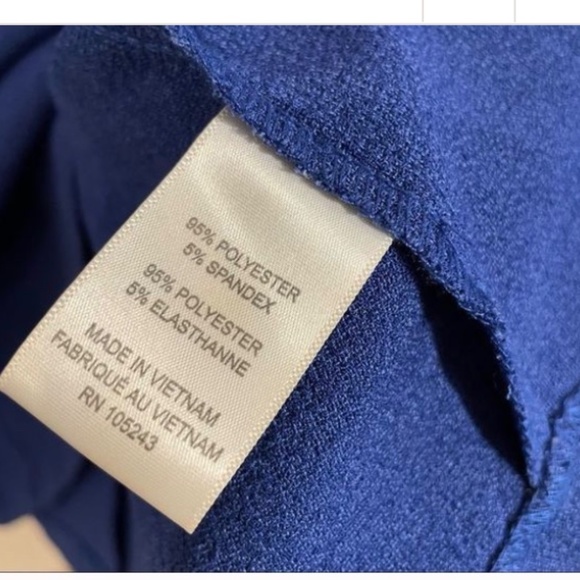 95% POLYESTER
5% SPANDEX
95% POLYESTER
5% ELASTHANNE
MADE IN VIETNAM
FABRIQUÉ AU VIETNAM
RN 105243